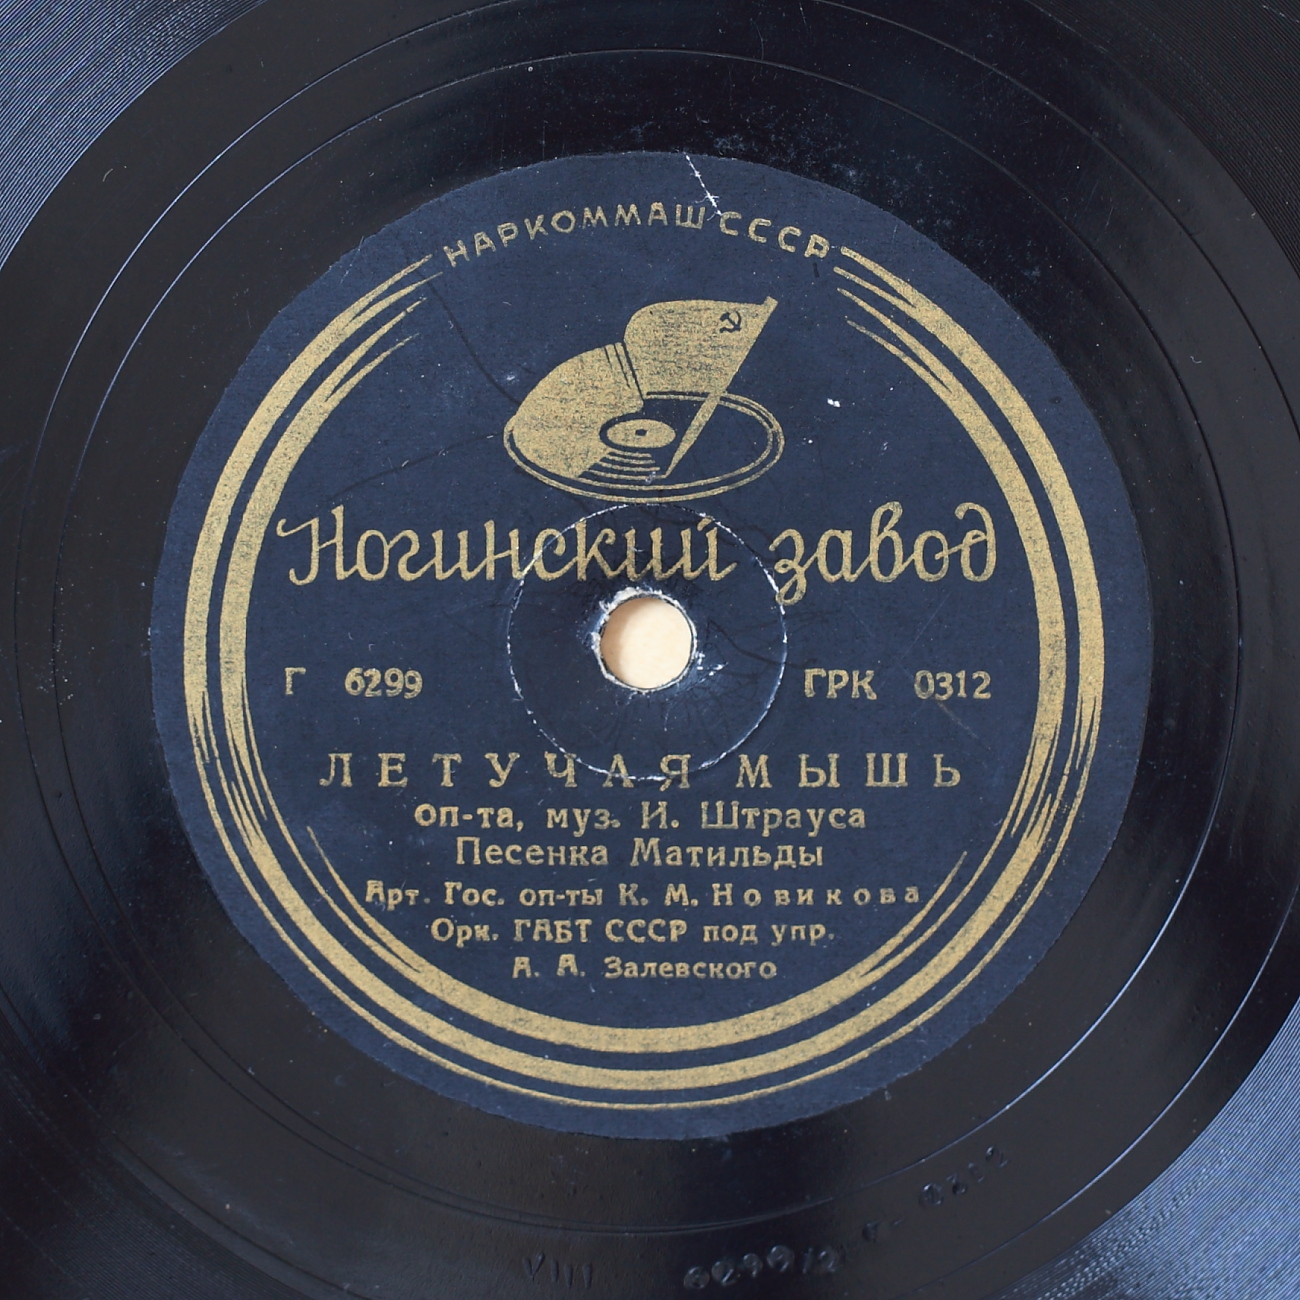 НАРКОММАШ СССР
Ногинский завод
Г 6299 ГРК 0312
ЛЕТУЧАЯ МЫШЬ
оп-та, муз. И. Штрауса
Песенка Матильды
Арт. Гос. оп-ты К. М. Новикова
Орк. ГАБТ СССР под упр.
А. А. Залевского
VIII